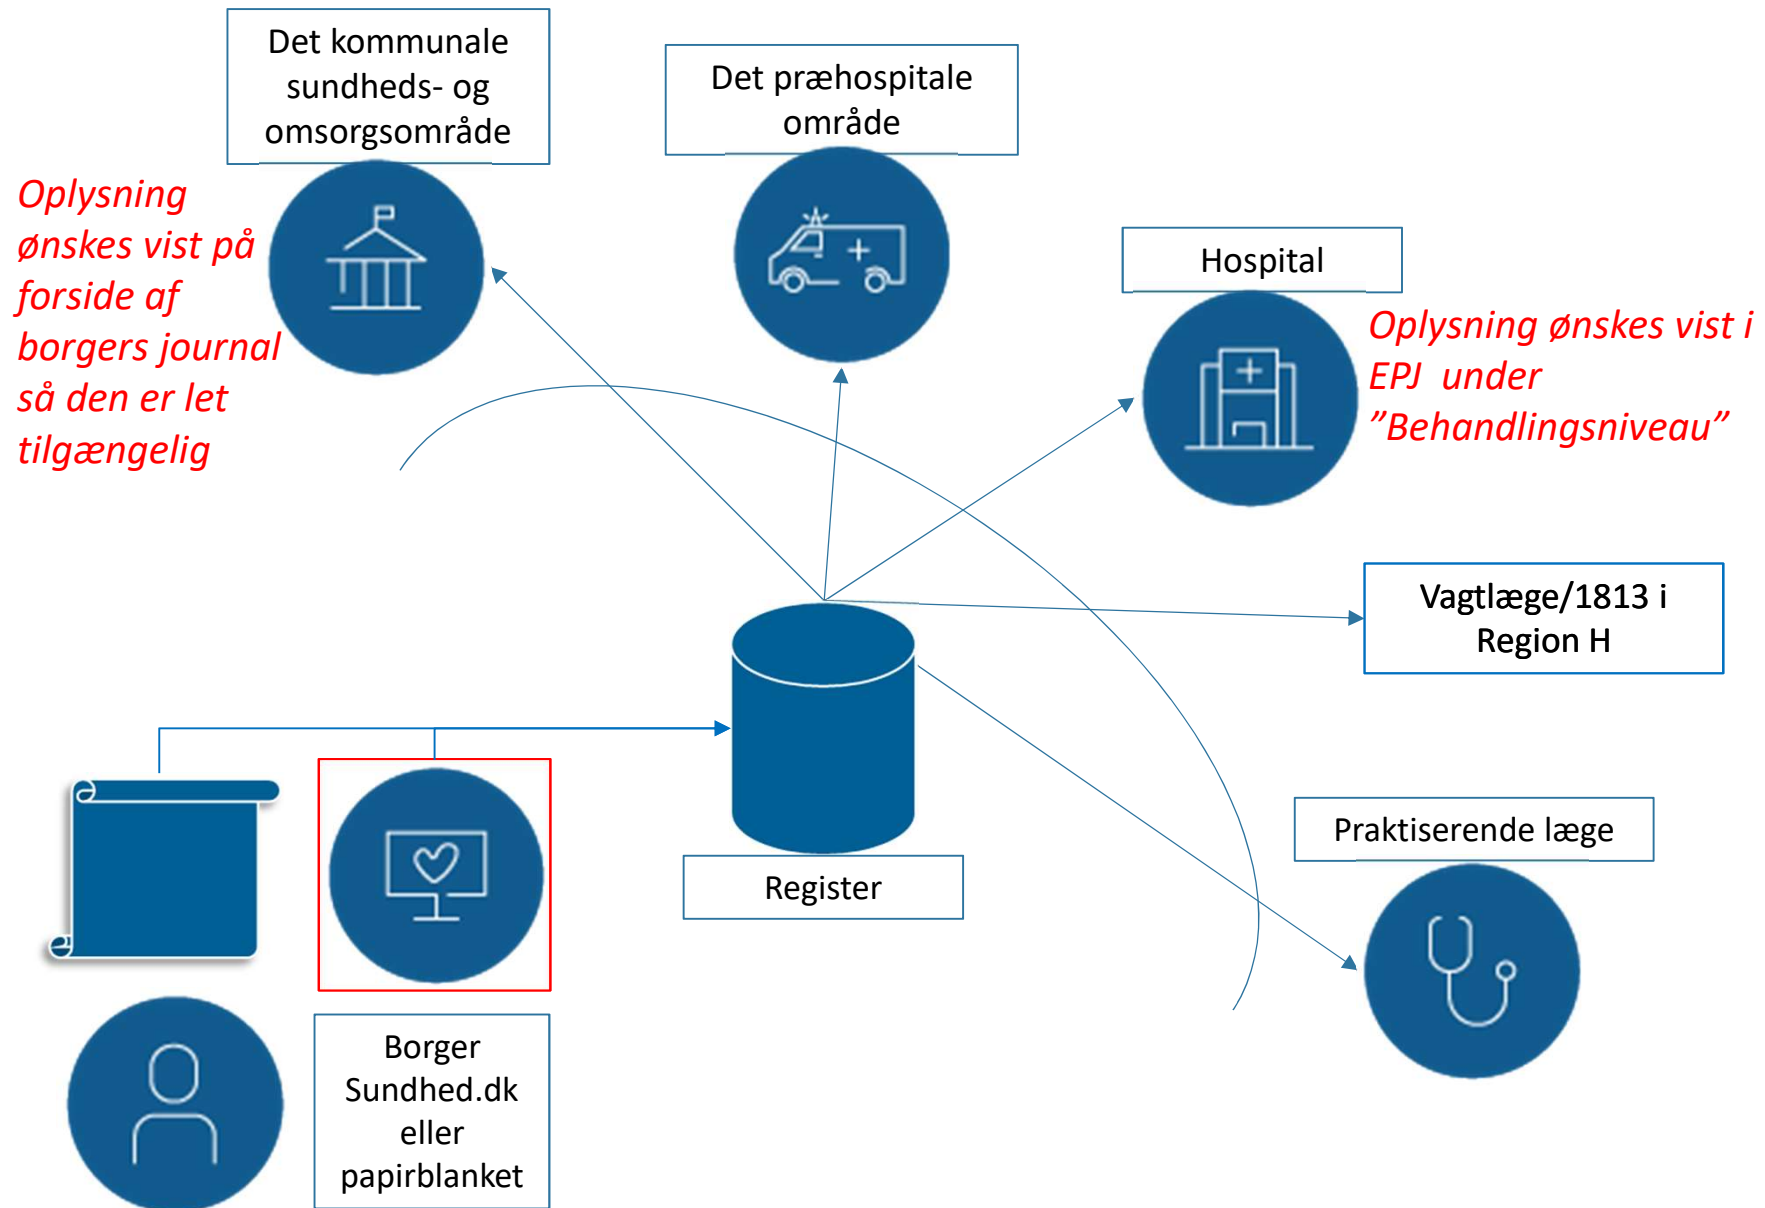 Det kommunale
sundheds- og
omsorgsområde
Det præhospitale
område
Oplysning
ønskes vist på
forside af
borgers journal
så den er let
tilgængelig
Hospital
Oplysning ønskes vist i
EPJ under
”Behandlingsniveau”
Vagtlæge/1813 i
Region H
Praktiserende læge
Register
Borger
Sundhed.dk
eller
papirblanket